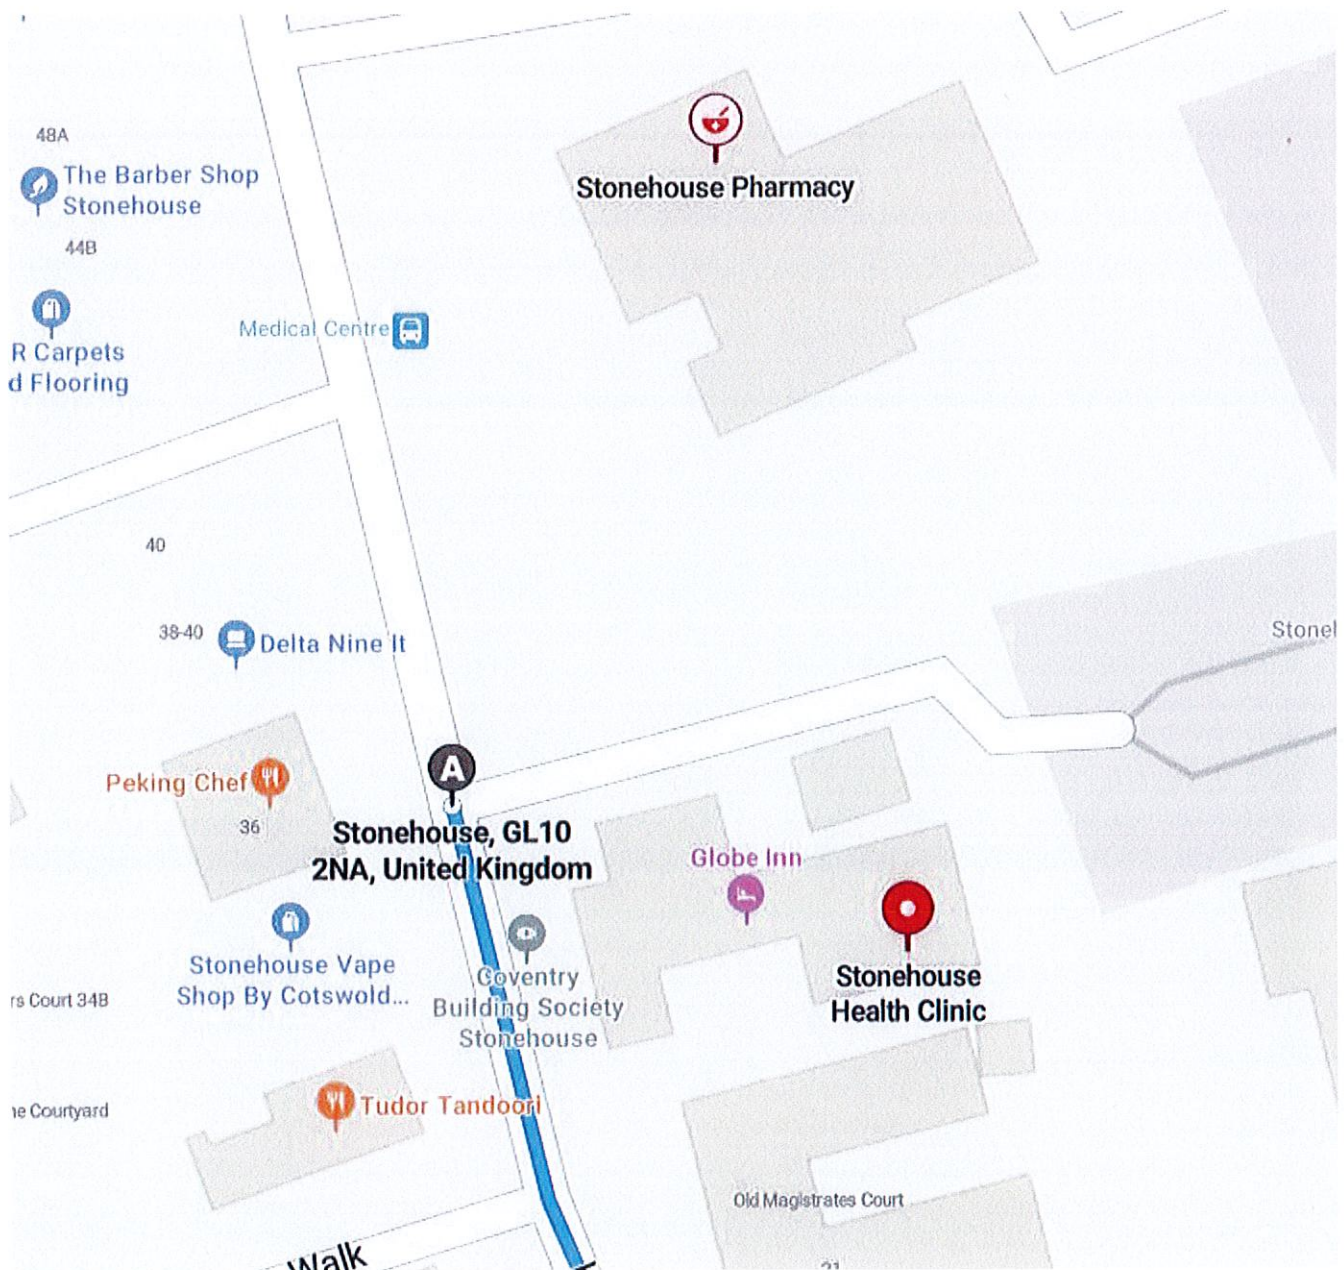 48A
The Barber Shop
Stonehouse
44B
Stonehouse Pharmacy
Medical Centre
R Carpets
d Flooring
40
38-40
Delta Nine It
Stonel
Peking Chef
36
A
Stonehouse, GL10
2NA, United Kingdom
Globe Inn
Stonehouse Vape
Shop By Cotswold...
Coventry
Building Society
Stonehouse
Stonehouse
Health Clinic
rs Court 34B
Tudor Tandoori
ne Courtyard
Old Magistrates Court
Walk
21